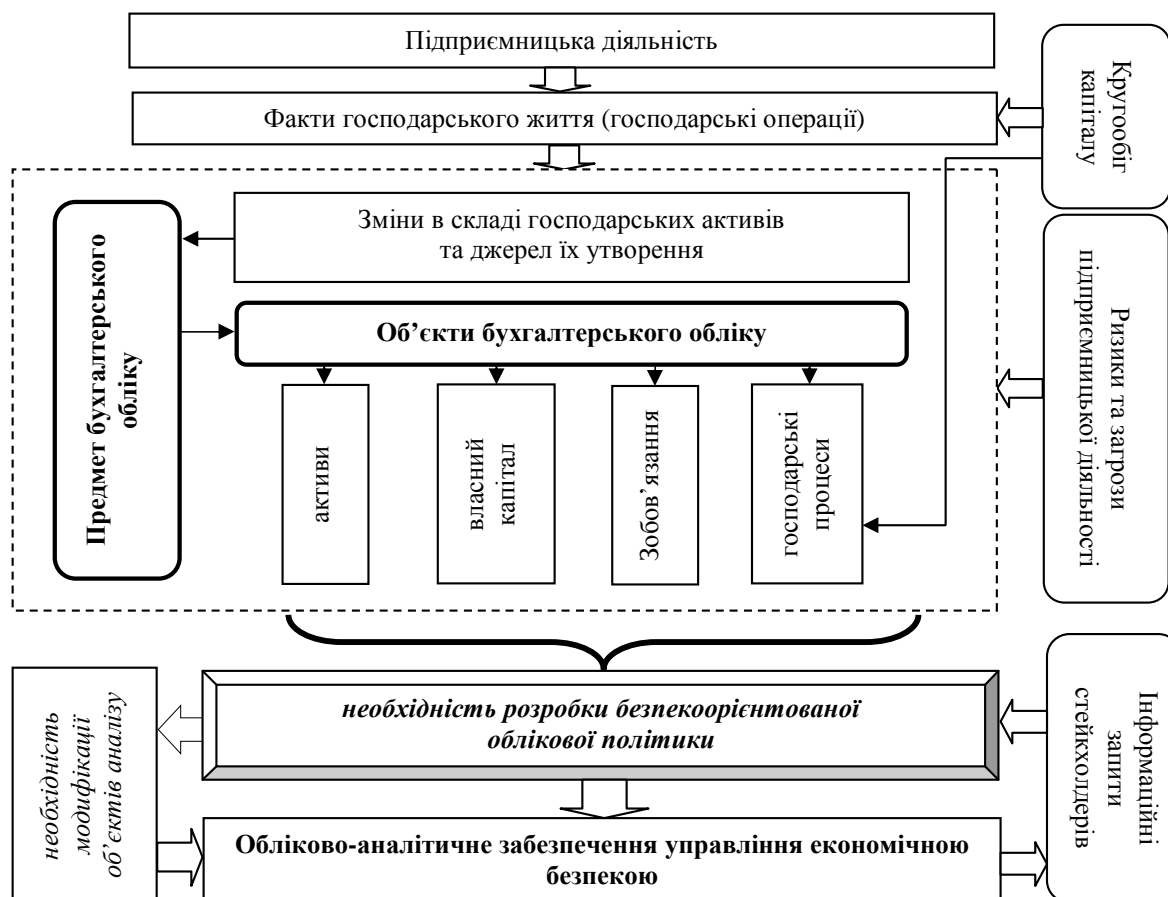 Підприємницька діяльність
Факти господарського життя (господарські операції)
Кругообіг
капіталу
Зміни в складі господарських активів
та джерел їх утворення
Предмет бухгалтерського
обліку
Об’єкти бухгалтерського обліку
активи
власний
капітал
Зобов’язання
господарські
процеси
Ризики та загрози
підприємницької діяльності
необхідність розробки безпекоорієнтованої
облікової політики
необхідність
модифікації
об’єктів аналізу
Інформаційні
запити
стейкхолдерів
Обліково-аналітичне забезпечення управління економічною
безпекою